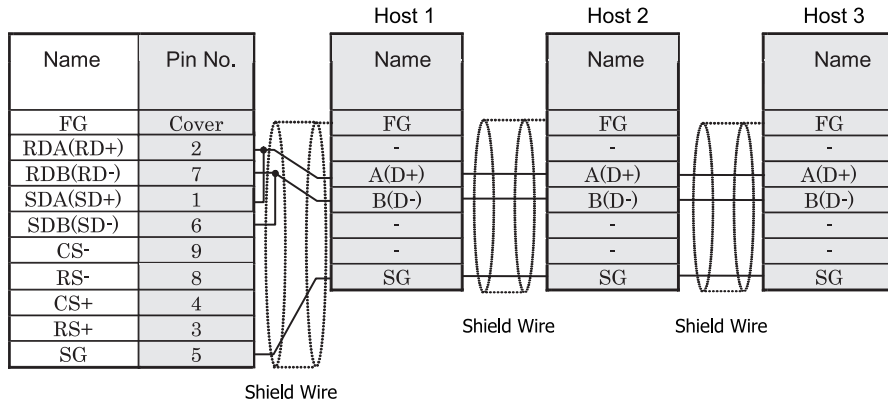 Host 1 Host 2 Host 3
Name Pin No. Name Name Name
FG Cover FG FG FG
RDA(RD+) 2 - - -
RDB(RD-) 7 A(D+) A(D+) A(D+)
SDA(SD+) 1 B(D-) B(D-) B(D-)
SDB(SD-) 6 - - -
CS- 9 - - -
RS- 8 SG SG SG
CS+ 4
RS+ 3
Shield Wire Shield Wire
SG 5
Shield Wire